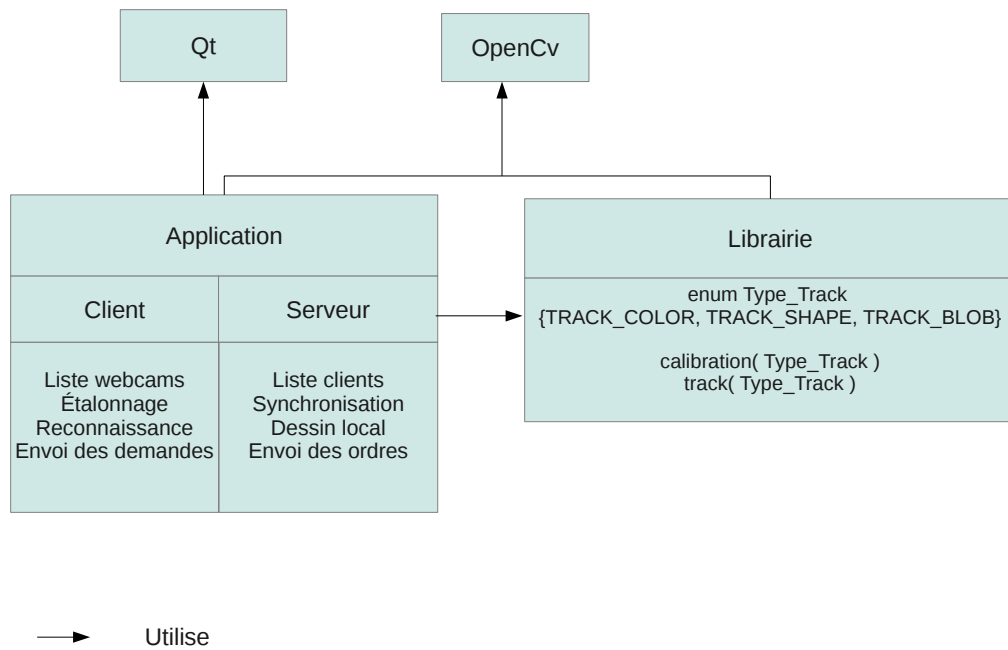 Qt
OpenCv
Application
Librairie
Client
Serveur
enum Type_Track
{TRACK_COLOR, TRACK_SHAPE, TRACK_BLOB}
calibration( Type_Track )
track( Type_Track )
Liste webcams
Étalonnage
Reconnaissance
Envoi des demandes
Liste clients
Synchronisation
Dessin local
Envoi des ordres
Utilise